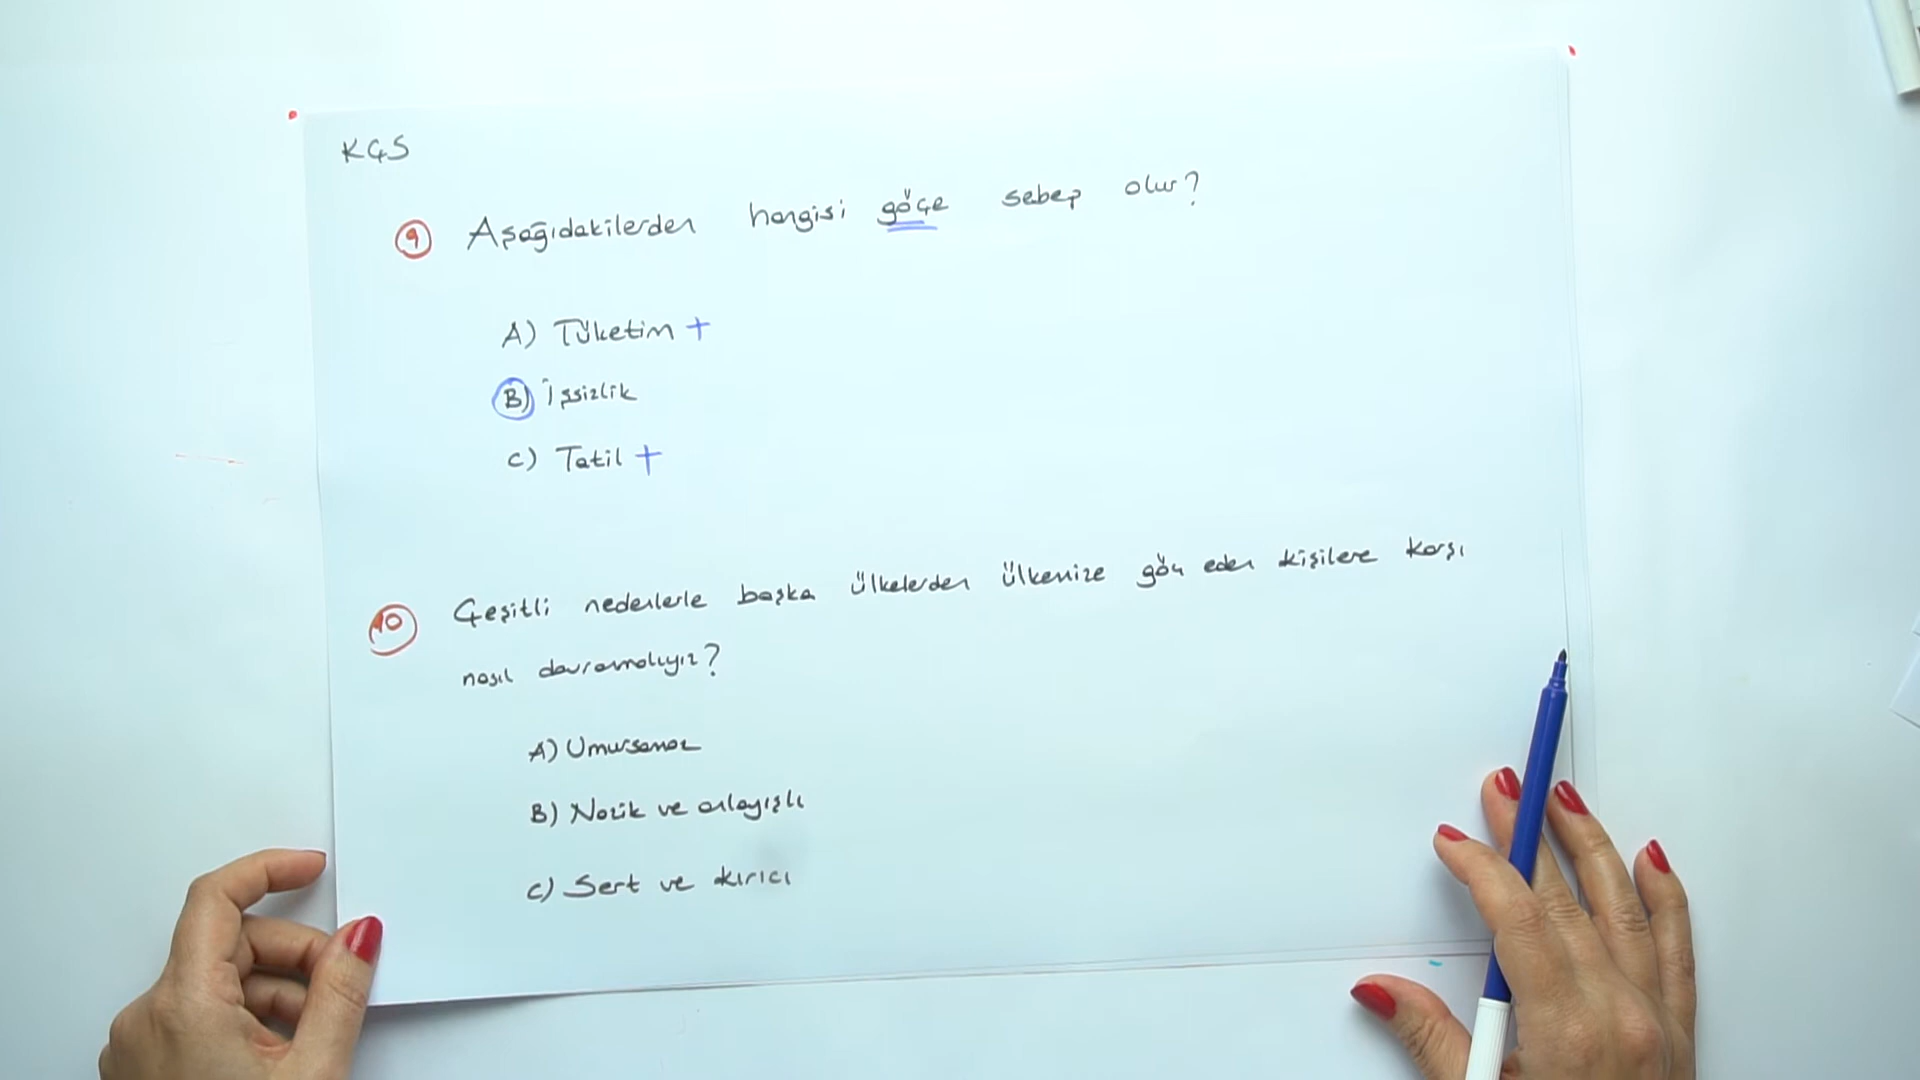 KÇS
9 Aşağıdakilerden hangisi göçe sebep olur?
A) Tüketim +
B) İşsizlik
C) Tatil +
10 Çeşitli nedenlerle başka ülkelerden ülkemize göç eden kişilere karşı
nasıl davranmalıyız?
A) Umursamaz
B) Nazik ve anlayışlı
C) Sert ve kırıcı